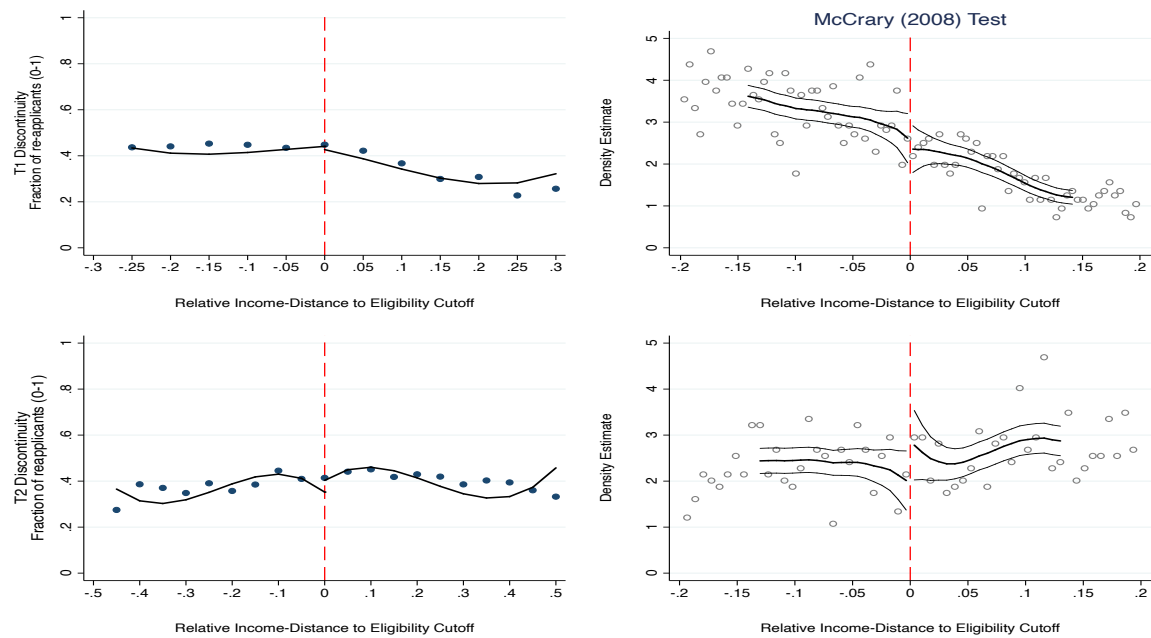 T1 Discontinuity
Fraction of re-applicants (0-1)
0 .2 .4 .6 .8 1
-.3 -.25 -.2 -.15 -.1 -.05 0 .05 .1 .15 .2 .25 .3
Relative Income-Distance to Eligibility Cutoff
McCrary (2008) Test
Density Estimate
0 1 2 3 4 5
-.2 -.15 -.1 -.05 0 .05 .1 .15 .2
Relative Income-Distance to Eligibility Cutoff
T2 Discontinuity
Fraction of reapplicants (0-1)
0 .2 .4 .6 .8 1
-.5 -.4 -.3 -.2 -.1 0 .1 .2 .3 .4 .5
Relative Income-Distance to Eligibility Cutoff
Density Estimate
0 1 2 3 4 5
-.2 -.15 -.1 -.05 0 .05 .1 .15 .2
Relative Income-Distance to Eligibility Cutoff